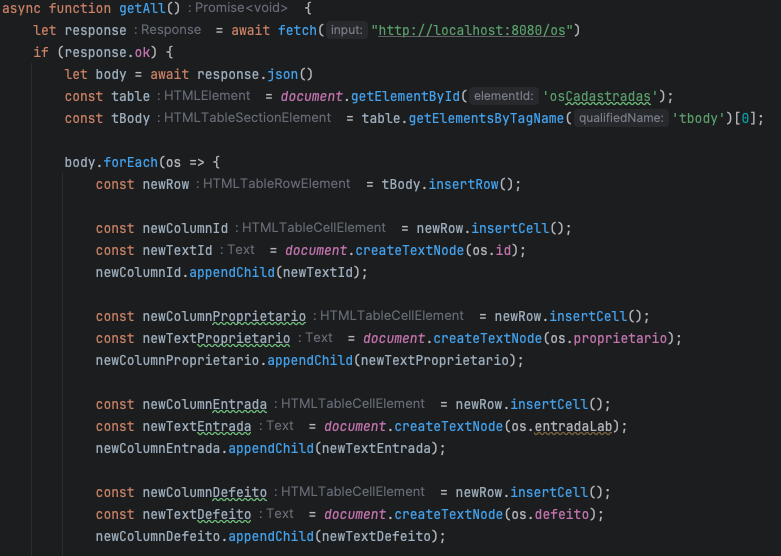 async function getAll() : Promise<void> {
let response : Response = await fetch( input: "http://localhost:8080/os")
if (response.ok) {
let body = await response.json()
const table : HTMLElement = document.getElementById( elementId: 'osCadastradas');
const tBody : HTMLTableSectionElement = table.getElementsByTagName( qualifiedName: 'tbody')[0];
body.forEach(os => {
const newRow : HTMLTableRowElement = tBody.insertRow();
const newColumnId : HTMLTableCellElement = newRow.insertCell();
const newTextId : Text = document.createTextNode(os.id);
newColumnId.appendChild(newTextId);
const newColumnProprietario : HTMLTableCellElement = newRow.insertCell();
const newTextProprietario : Text = document.createTextNode(os.proprietario);
newColumnProprietario.appendChild(newTextProprietario);
const newColumnEntrada : HTMLTableCellElement = newRow.insertCell();
const newTextEntrada : Text = document.createTextNode(os.entradaLab);
newColumnEntrada.appendChild(newTextEntrada);
const newColumnDefeito : HTMLTableCellElement = newRow.insertCell();
const newTextDefeito : Text = document.createTextNode(os.defeito);
newColumnDefeito.appendChild(newTextDefeito);